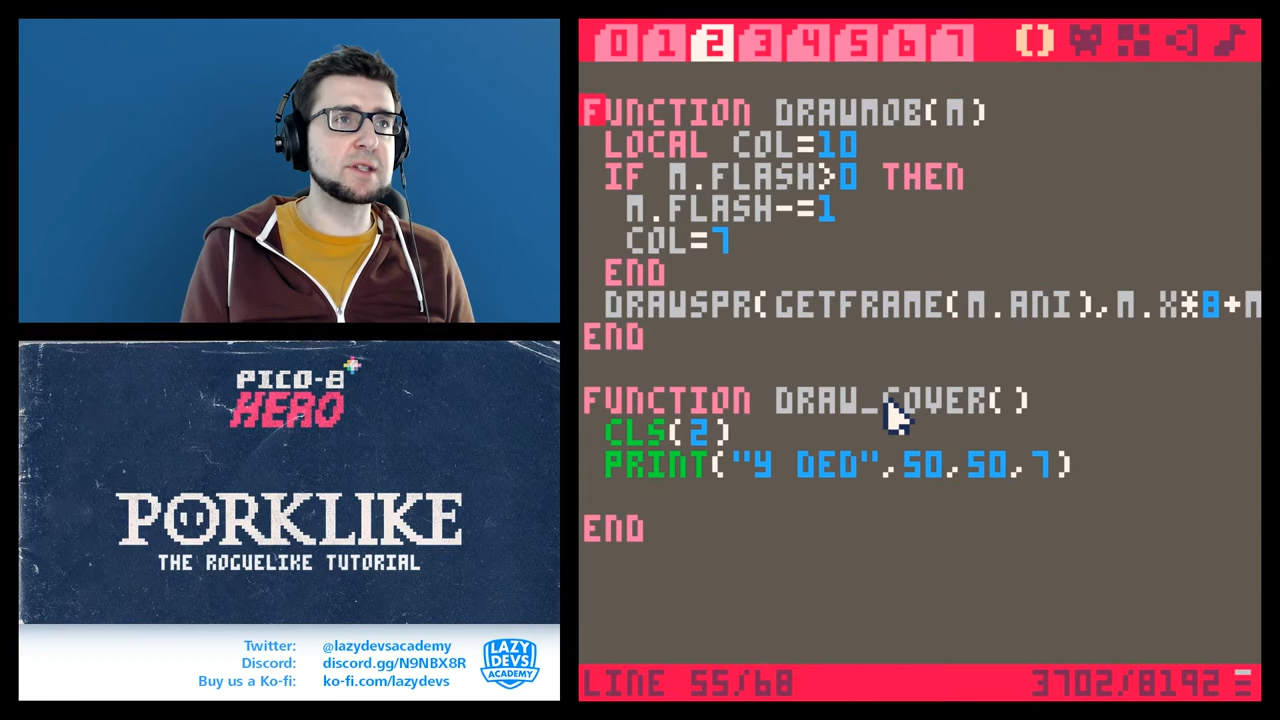 0 1 2 3 4 5 6 7 ()
FUNCTION DRAWMOB(M)
LOCAL COL=10
IF M.FLASH>0 THEN
M.FLASH-=1
COL=7
END
DRAWSPR(GETFRAME(M.ANI),M.X*8+M
END
FUNCTION DRAW_COVER()
CLS(2)
PRINT("Y DED",50,50,7)
END
LINE 55/68
3702/8192
PICO-8
HERO
PORKLIKE
THE ROGUELIKE TUTORIAL
Twitter: @lazydevsacademy
Discord: discord.gg/N9NBX8R
Buy us a Ko-fi: ko-fi.com/lazydevs
LAZY
DEVS
ACADEMY